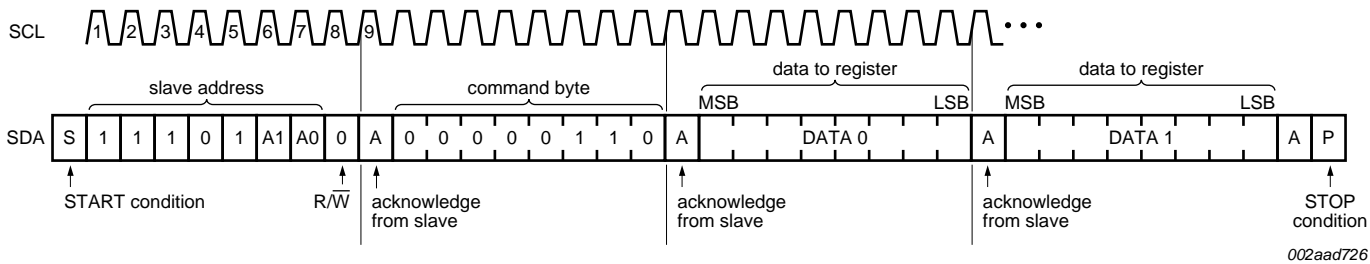 SCL 1 2 3 4 5 6 7 8 9 • • •
slave address command byte data to register data to register
MSB LSB MSB LSB
SDA S 1 1 1 0 1 A1 A0 0 A 0 0 0 0 0 1 1 0 A DATA 0 A DATA 1 A P
START condition R/W̅ acknowledge from slave acknowledge from slave acknowledge from slave STOP condition
002aad726